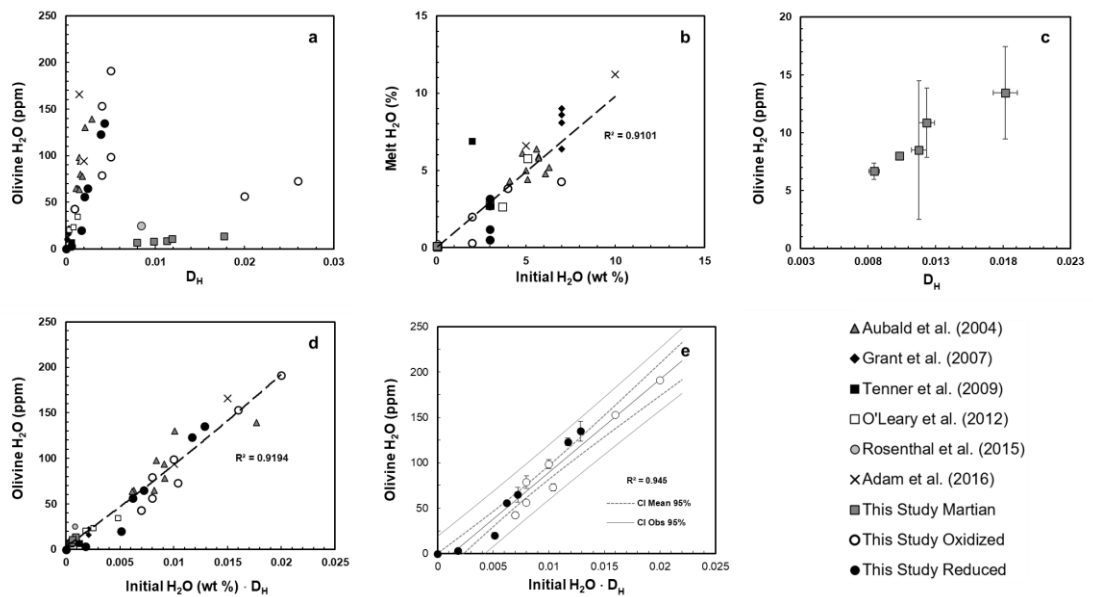 a
250
200
150
100
50
0
Olivine H₂O (ppm)
0
0.01
0.02
0.03
D_H
b
15
10
5
0
Melt H₂O (%)
R² = 0.9101
0
5
10
15
Initial H₂O (wt %)
c
20
15
10
5
0
Olivine H₂O (ppm)
0.003
0.008
0.013
0.018
0.023
D_H
d
250
200
150
100
50
0
Olivine H₂O (ppm)
R² = 0.9194
0
0.005
0.01
0.015
0.02
0.025
Initial H₂O (wt %) · D_H
e
250
200
150
100
50
0.00
Olivine H₂O (ppm)
R² = 0.945
CI Mean 95%
CI Obs 95%
0
0.005
0.01
0.015
0.02
0.025
Initial H₂O · D_H
Aubald et al. (2004)
Grant et al. (2007)
Tenner et al. (2009)
O'Leary et al. (2012)
Rosenthal et al. (2015)
Adam et al. (2016)
This Study Martian
This Study Oxidized
This Study Reduced